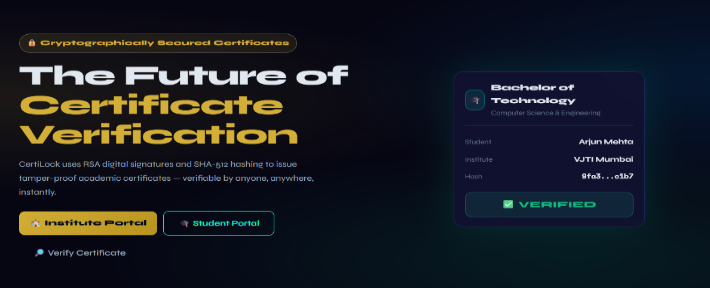 🔒 Cryptographically Secured Certificates
The Future of
Certificate
Verification
CertiLock uses RSA digital signatures and SHA-512 hashing to issue
tamper-proof academic certificates — verifiable by anyone, anywhere,
instantly.
🏠 Institute Portal
🎓 Student Portal
🔎 Verify Certificate
🎓 Bachelor of
Technology
Computer Science & Engineering
Student Arjun Mehta
Institute VJTI Mumbai
Hash 9fa3...c1b7
✅ VERIFIED